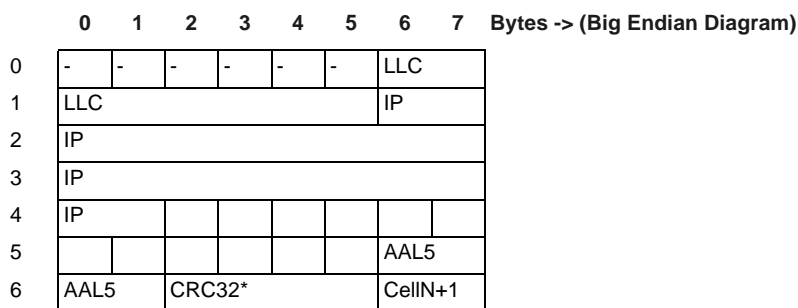 0 1 2 3 4 5 6 7 Bytes -> (Big Endian Diagram)
0 - - - - - - LLC
1 LLC IP
2 IP
3 IP
4 IP
5 AAL5
6 AAL5 CRC32* CellN+1